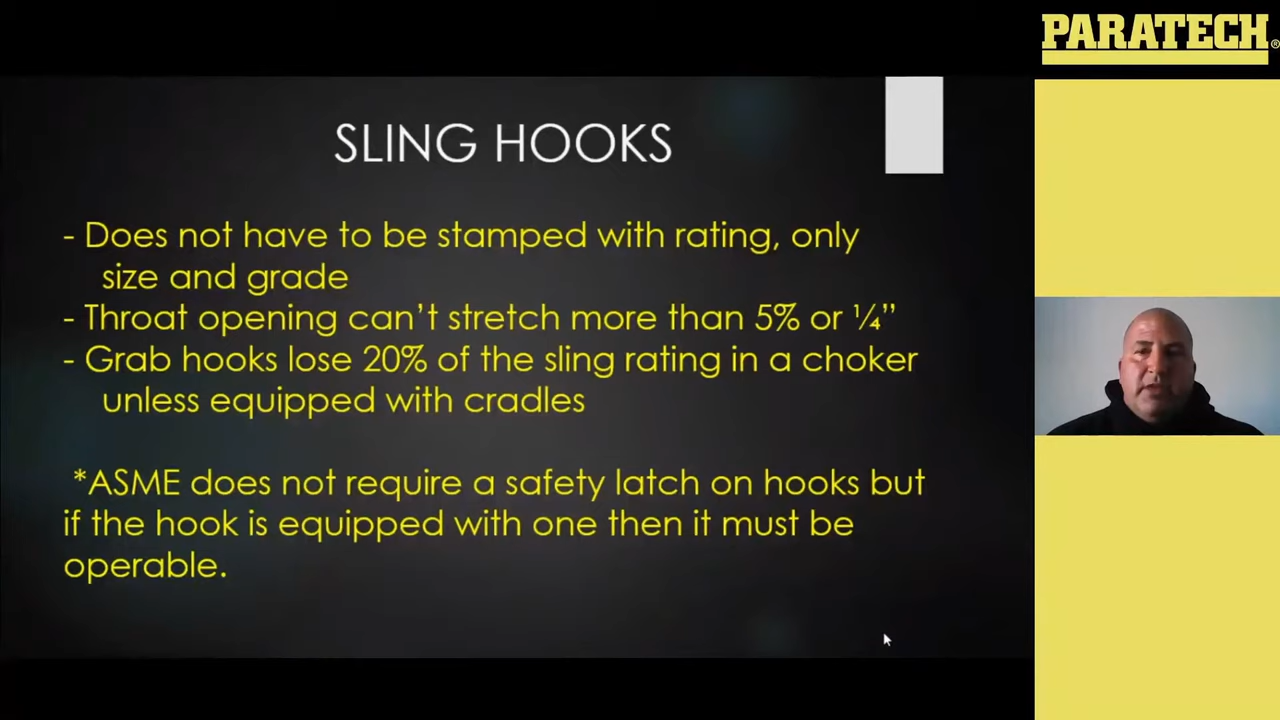 PARATECH®
SLING HOOKS
- Does not have to be stamped with rating, only
size and grade
- Throat opening can't stretch more than 5% or ¼”
- Grab hooks lose 20% of the sling rating in a choker
unless equipped with cradles
*ASME does not require a safety latch on hooks but
if the hook is equipped with one then it must be
operable.